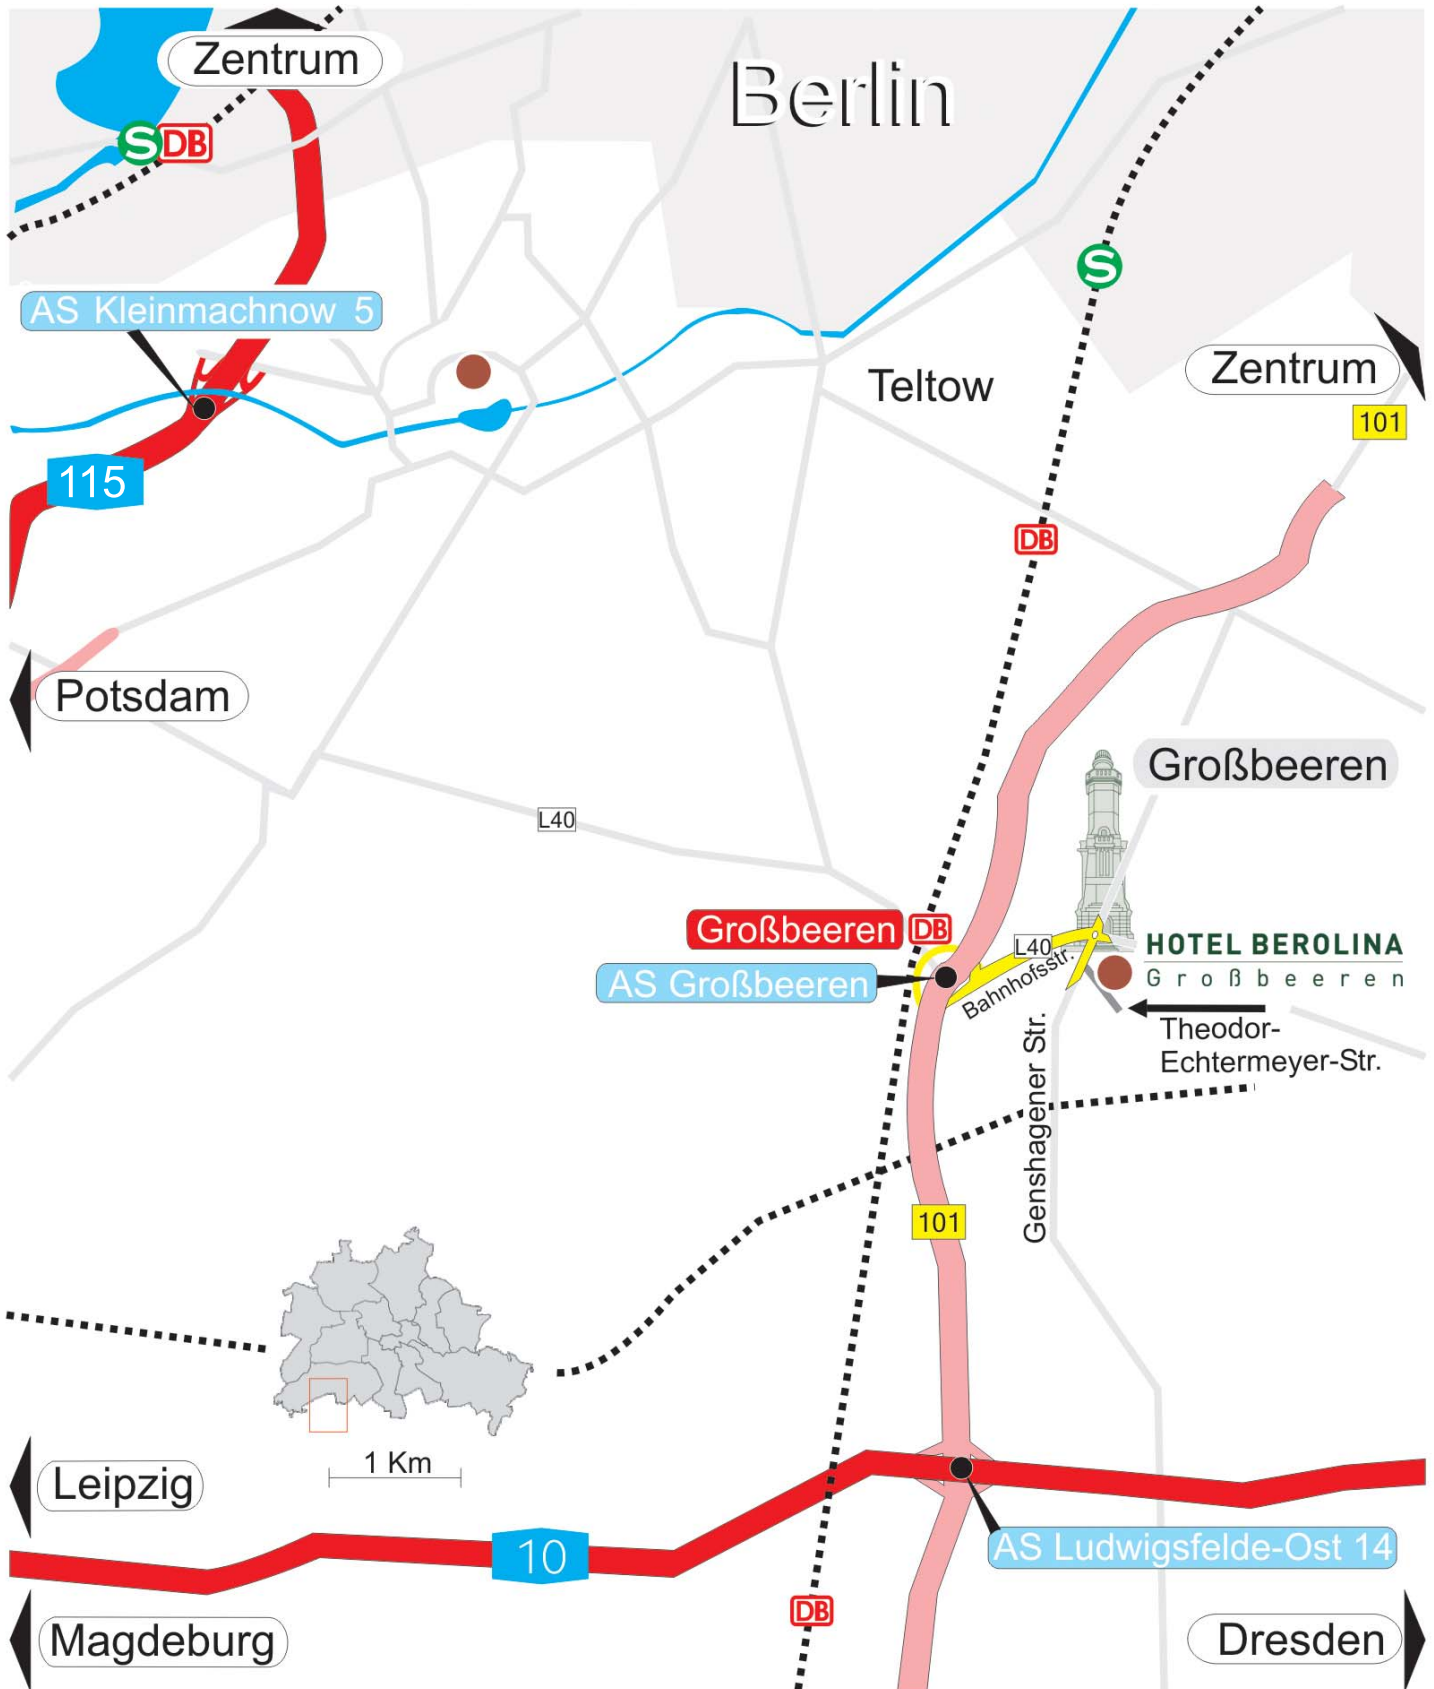 Zentrum
Berlin
S
DB
S
AS Kleinmachnow 5
Zentrum
Teltow
101
115
DB
Potsdam
Großbeeren
L40
Großbeeren
DB
L40
HOTEL BEROLINA
Großbeeren
AS Großbeeren
Bahnhofsstr.
Theodor-
Echtermeyer-Str.
Genshagener Str.
101
1 Km
Leipzig
10
AS Ludwigsfelde-Ost 14
DB
Magdeburg
Dresden